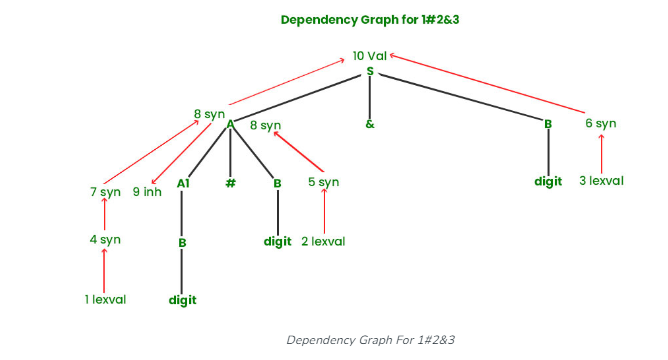 Dependency Graph for 1#2&3
10 Val
S
8 syn
A
8 syn
&
B
6 syn
7 syn
9 inh
A1
#
B
5 syn
digit
3 lexval
4 syn
B
digit
2 lexval
1 lexval
digit
Dependency Graph For 1#2&3